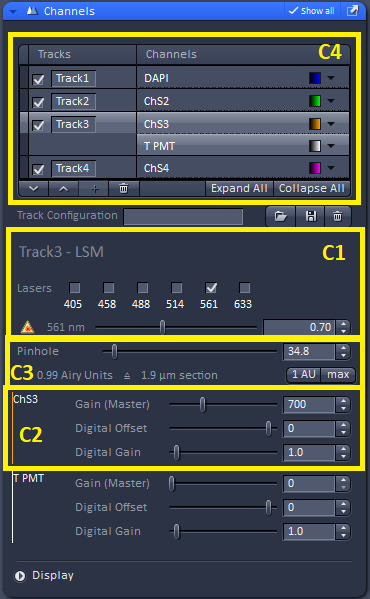 Channels Show all
C4
Tracks Channels
Track1 DAPI
Track2 ChS2
Track3 ChS3
T PMT
Track4 ChS4
+ Expand All Collapse All
Track Configuration
C1
Track3 - LSM
Lasers
405 458 488 514 561 633
561 nm 0.70
Pinhole 34.8
C3
0.99 Airy Units ≙ 1.9 µm section 1 AU max
ChS3
C2
Gain (Master) 700
Digital Offset 0
Digital Gain 1.0
T PMT
Gain (Master) 0
Digital Offset 0
Digital Gain 1.0
Display